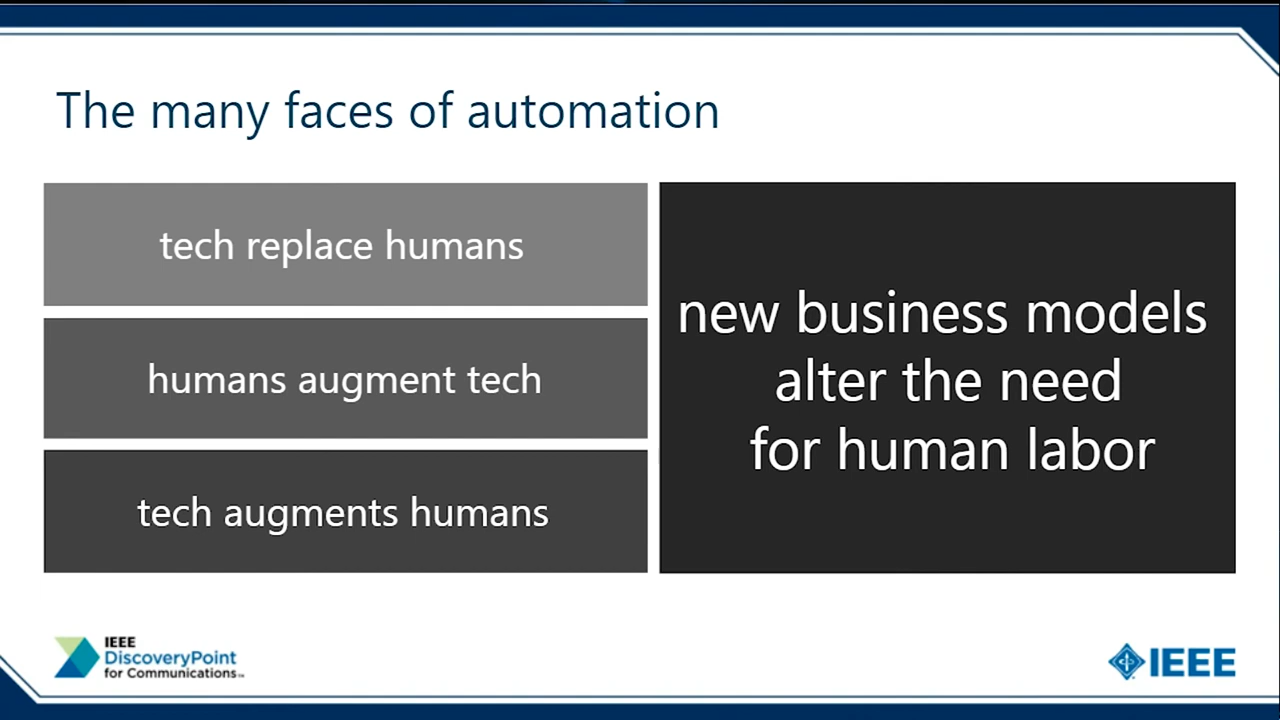 The many faces of automation
tech replace humans
humans augment tech
tech augments humans
new business models
alter the need
for human labor
IEEE
DiscoveryPoint
for Communications™
IEEE